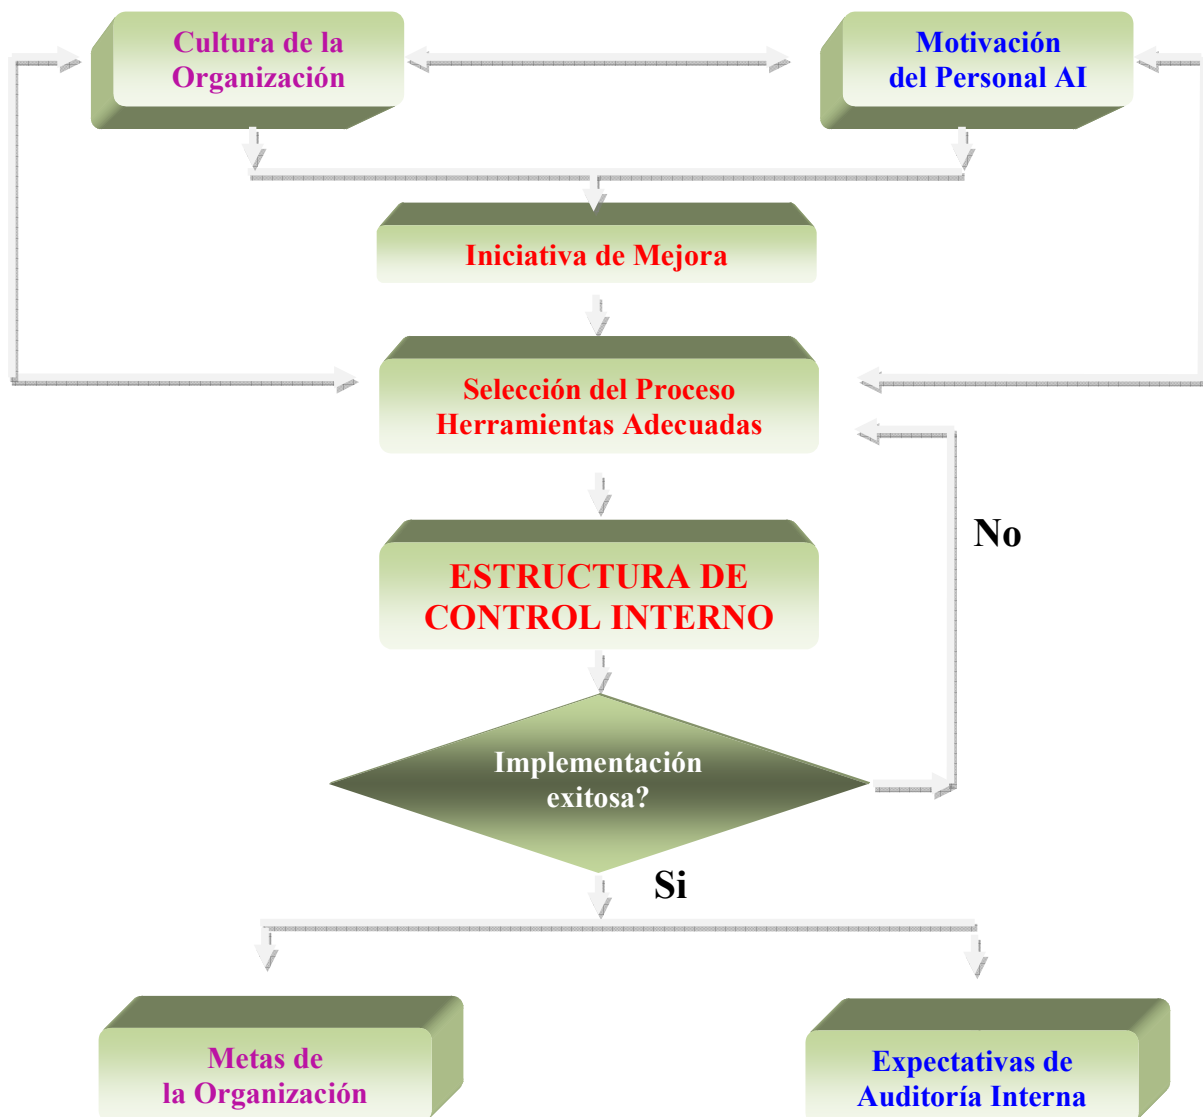 Cultura de la
Organización
Motivación
del Personal AI
Iniciativa de Mejora
Selección del Proceso
Herramientas Adecuadas
No
ESTRUCTURA DE
CONTROL INTERNO
Implementación
exitosa?
Si
Metas de
la Organización
Expectativas de
Auditoría Interna